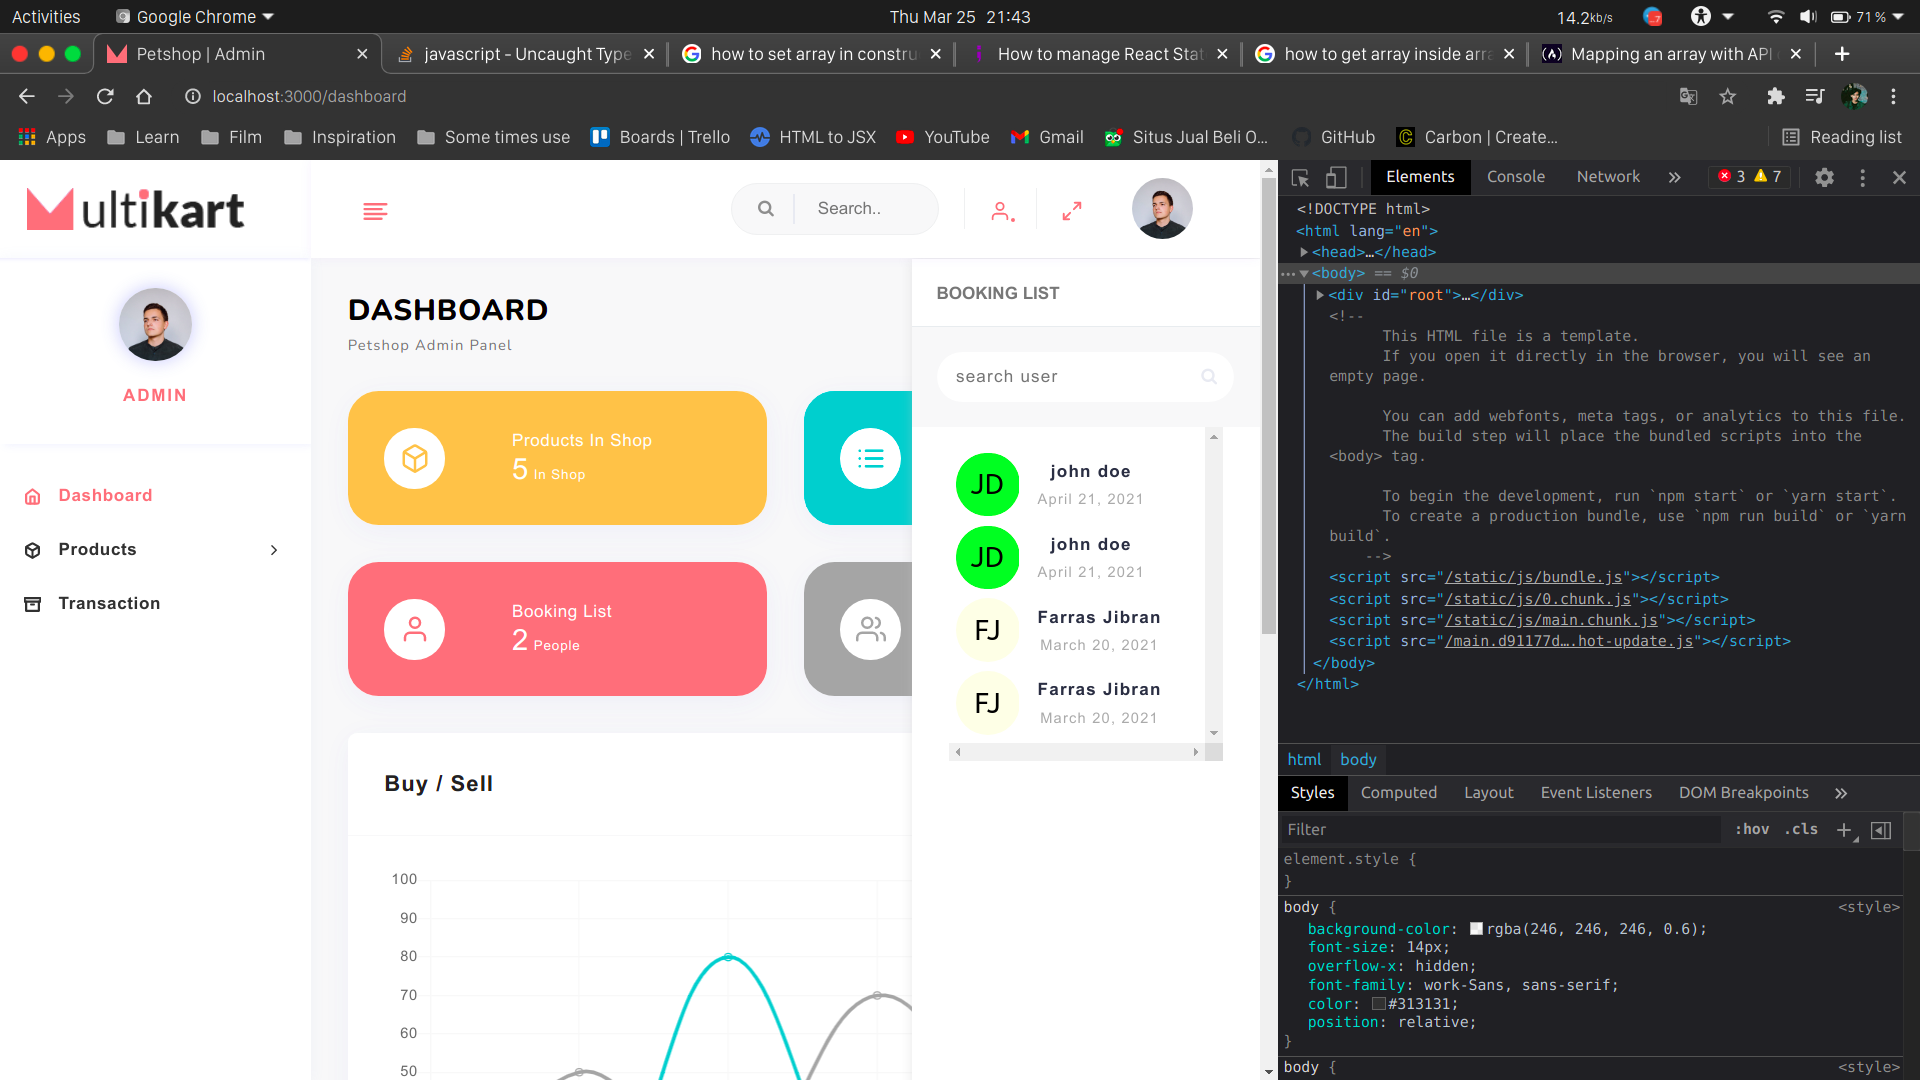 Activities Google Chrome Thu Mar 25 21:43 14.2kb/s 71 %
Petshop | Admin javascript - Uncaught Type how to set array in constru How to manage React Stat how to get array inside arra Mapping an array with API
localhost:3000/dashboard
Apps Learn Film Inspiration Some times use Boards | Trello HTML to JSX YouTube Gmail Situs Jual Beli O... GitHub Carbon | Create... Reading list
Multikart
Search..
ADMIN
Dashboard
Products
Transaction
DASHBOARD
Petshop Admin Panel
Products In Shop
5 In Shop
Booking List
2 People
Buy / Sell
100
90
80
70
60
50
BOOKING LIST
search user
JD john doe
April 21, 2021
JD john doe
April 21, 2021
FJ Farras Jibran
March 20, 2021
FJ Farras Jibran
March 20, 2021
Elements Console Network » 3 7
<!DOCTYPE html>
<html lang="en">
<head>…</head>
<body> == $0
<div id="root">…</div>
<!--
This HTML file is a template.
If you open it directly in the browser, you will see an
empty page.
You can add webfonts, meta tags, or analytics to this file.
The build step will place the bundled scripts into the
<body> tag.
To begin the development, run `npm start` or `yarn start`.
To create a production bundle, use `npm run build` or `yarn
build`.
-->
<script src="/static/js/bundle.js"></script>
<script src="/static/js/0.chunk.js"></script>
<script src="/static/js/main.chunk.js"></script>
<script src="/main.d91177d….hot-update.js"></script>
</body>
</html>
html body
Styles Computed Layout Event Listeners DOM Breakpoints »
Filter :hov .cls
element.style {
}
body { <style>
background-color: rgba(246, 246, 246, 0.6);
font-size: 14px;
overflow-x: hidden;
font-family: work-Sans, sans-serif;
color: #313131;
position: relative;
}
body { <style>